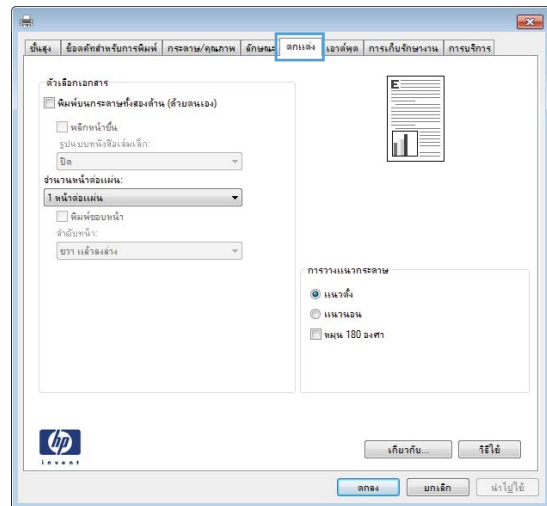 ขั้นสูง ช็อตคัทสำหรับการพิมพ์ กระดาษ/คุณภาพ ลักษณะ ตกแต่ง เอาต์พุต การเก็บรักษางาน การบริการ
ตัวเลือกเอกสาร
พิมพ์บนกระดาษทั้งสองด้าน (ด้วยตนเอง)
พลิกหน้าขึ้น
รูปแบบหนังสือเล่มเล็ก:
ปิด
จำนวนหน้าต่อแผ่น:
1 หน้าต่อแผ่น
พิมพ์ขอบหน้า
ลำดับหน้า:
ขวา แล้วลงล่าง
E
การวางแนวกระดาษ
แนวตั้ง
แนวนอน
หมุน 180 องศา
hp
invent
เกี่ยวกับ... วิธีใช้
ตกลง ยกเลิก นำไปใช้